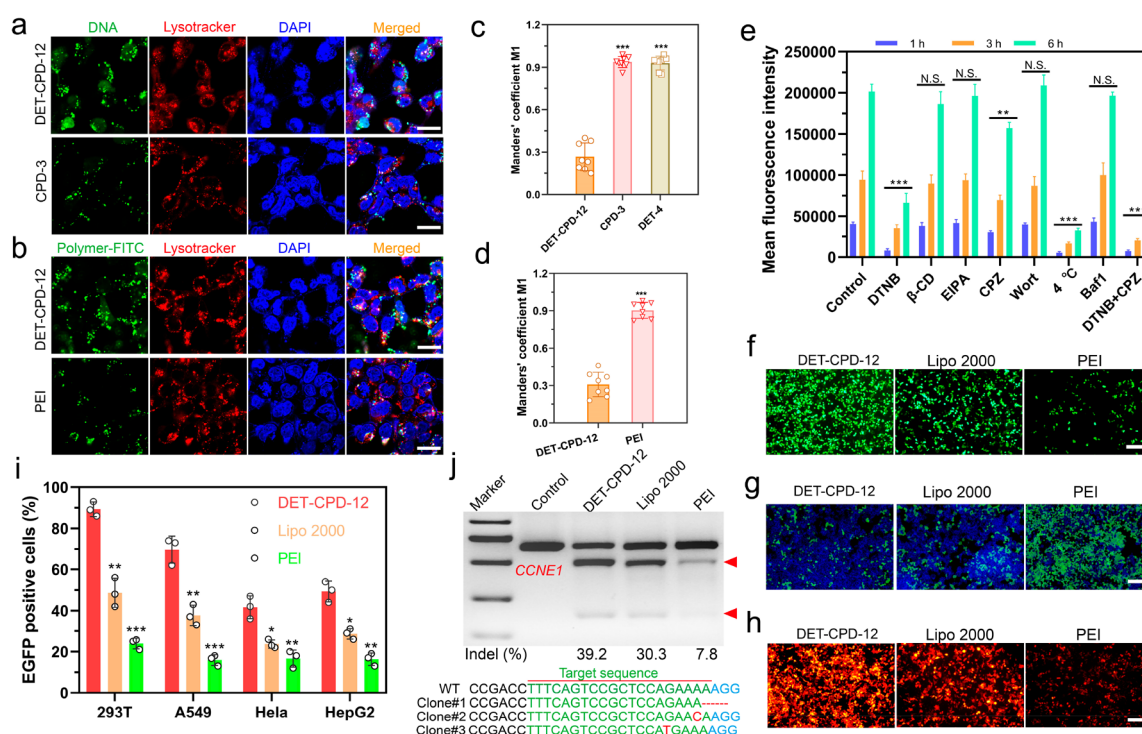 a
DNA Lysotracker DAPI Merged
DET-CPD-12
CPD-3
b
Polymer-FITC Lysotracker DAPI Merged
DET-CPD-12
PEI
c
Manders' coefficient M1
1.2
0.9
0.6
0.3
0.0
***
***
DET-CPD-12 CPD-3 DET-4
d
Manders' coefficient M1
1.2
0.9
0.6
0.3
0.0
***
DET-CPD-12 PEI
e
1 h 3 h 6 h
Mean fluorescence intensity
250000
200000
150000
100000
50000
0
*** N.S. N.S. ** N.S. *** N.S. **
Control DTNB β-CD EIPA CPZ Wort 4 °C Baf1 DTNB+CPZ
f
DET-CPD-12 Lipo 2000 PEI
g
DET-CPD-12 Lipo 2000 PEI
h
DET-CPD-12 Lipo 2000 PEI
i
EGFP positive cells (%)
100
80
60
40
20
0
DET-CPD-12
Lipo 2000
PEI
** *** ** *** * ** * **
293T A549 Hela HepG2
j
Marker Control DET-CPD-12 Lipo 2000 PEI
CCNE1
Indel (%) 39.2 30.3 7.8
Target sequence
WT CCGACCTTTCAGTCCGCTCCAGAAAAAGG
Clone#1 CCGACCTTTCAGTCCGCTCCAGAAA------
Clone#2 CCGACCTTTCAGTCCGCTCCAGAACAAGG
Clone#3 CCGACCTTTCAGTCCGCTCCATGAAAAGG